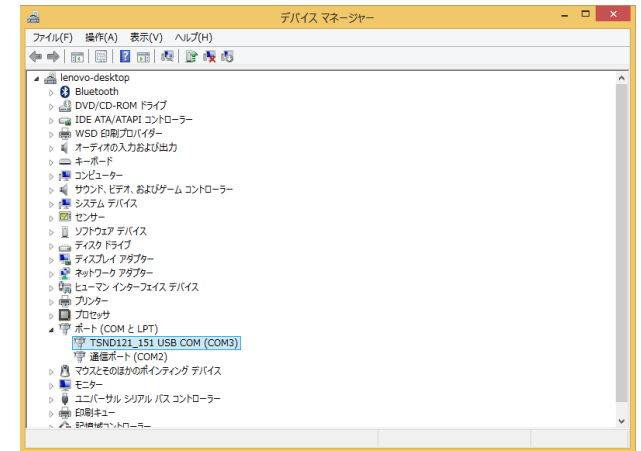 デバイス マネージャー
ファイル(F) 操作(A) 表示(V) ヘルプ(H)
lenovo-desktop
Bluetooth
DVD/CD-ROM ドライブ
IDE ATA/ATAPI コントローラー
WSD 印刷プロバイダー
オーディオの入力および出力
キーボード
コンピューター
サウンド、ビデオ、およびゲーム コントローラー
システム デバイス
センサー
ソフトウェア デバイス
ディスク ドライブ
ディスプレイ アダプター
ネットワーク アダプター
ヒューマン インターフェイス デバイス
プリンター
プロセッサ
ポート (COM と LPT)
TSND121_151 USB COM (COM3)
通信ポート (COM2)
マウスとそのほかのポインティング デバイス
モニター
ユニバーサル シリアル バス コントローラー
印刷キュー
記憶域コントローラー